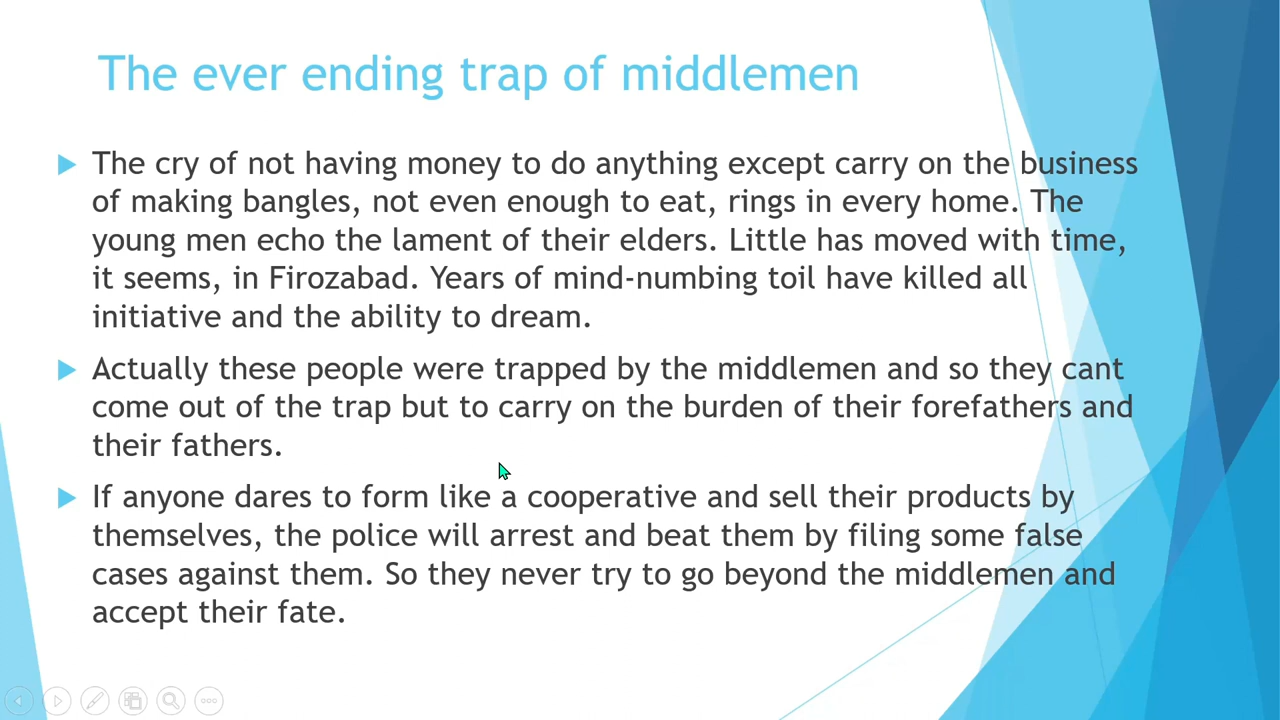 The ever ending trap of middlemen
The cry of not having money to do anything except carry on the business
of making bangles, not even enough to eat, rings in every home. The
young men echo the lament of their elders. Little has moved with time,
it seems, in Firozabad. Years of mind-numbing toil have killed all
initiative and the ability to dream.
Actually these people were trapped by the middlemen and so they cant
come out of the trap but to carry on the burden of their forefathers and
their fathers.
If anyone dares to form like a cooperative and sell their products by
themselves, the police will arrest and beat them by filing some false
cases against them. So they never try to go beyond the middlemen and
accept their fate.